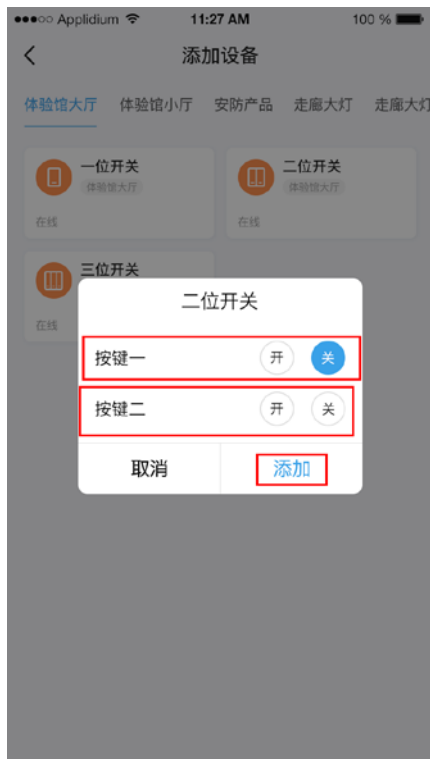 Applidium 11:27 AM 100 %
添加设备
体验馆大厅 体验馆小厅 安防产品 走廊大灯 走廊大灯
一位开关 二位开关
体验馆大厅 体验馆大厅
在线 在线
三位开关
在线
二位开关
按键一 开 关
按键二 开 关
取消 添加